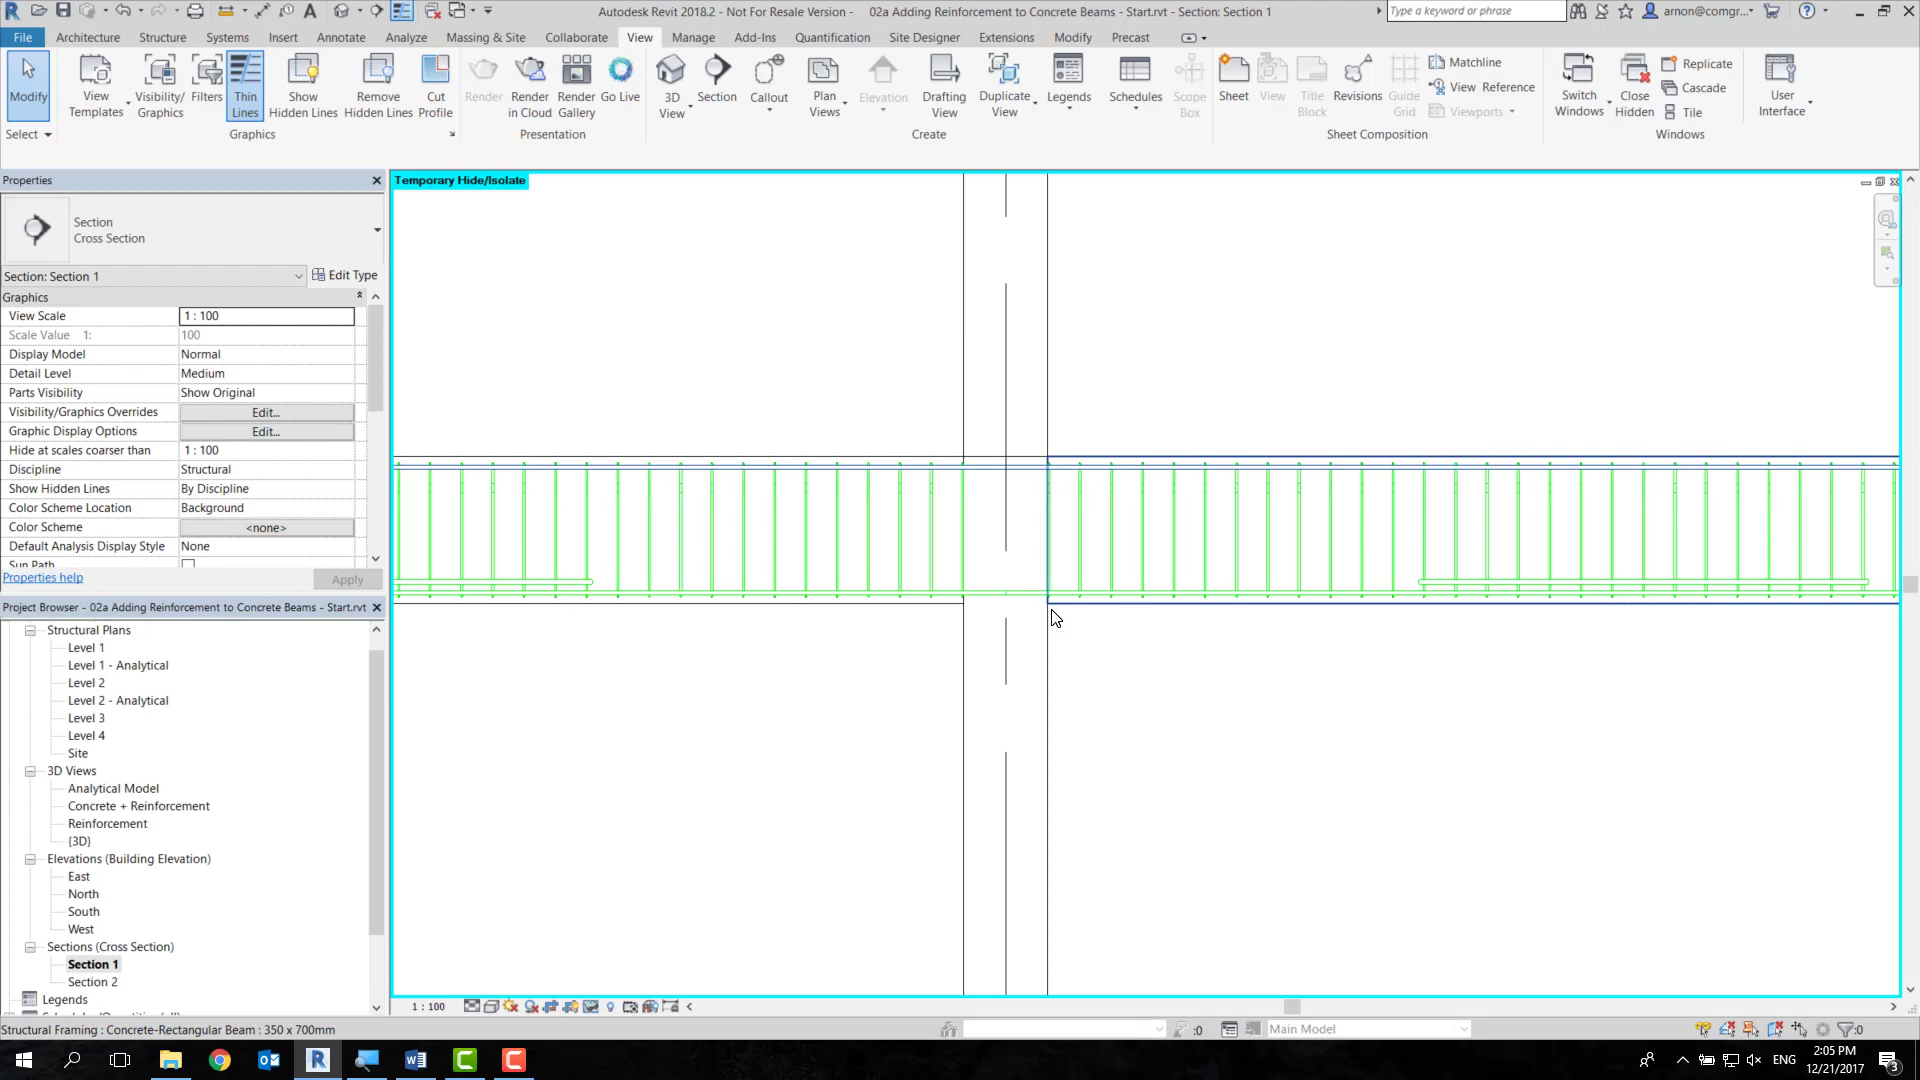 Autodesk Revit 2018.2 - Not For Resale Version - 02a Adding Reinforcement to Concrete Beams - Start.rvt - Section: Section 1
Type a keyword or phrase
arnon@comgr...
File Architecture Structure Systems Insert Annotate Analyze Massing & Site Collaborate View Manage Add-Ins Quantification Site Designer Extensions Modify Precast
Modify
View Templates
Visibility/ Graphics
Filters
Thin Lines
Show Hidden Lines
Remove Hidden Lines
Cut Profile
Render
Render in Cloud
Render Gallery
Go Live
3D View
Section
Callout
Plan Views
Elevation
Drafting View
Duplicate View
Legends
Schedules
Scope Box
Sheet
View
Title Block
Revisions
Guide Grid
Matchline
View Reference
Viewports
Switch Windows
Close Hidden
Replicate
Cascade
Tile
User Interface
Select Graphics Presentation Create Sheet Composition Windows
Properties
Section
Cross Section
Section: Section 1 Edit Type
Graphics
View Scale 1 : 100
Scale Value 1: 100
Display Model Normal
Detail Level Medium
Parts Visibility Show Original
Visibility/Graphics Overrides Edit...
Graphic Display Options Edit...
Hide at scales coarser than 1 : 100
Discipline Structural
Show Hidden Lines By Discipline
Color Scheme Location Background
Color Scheme <none>
Default Analysis Display Style None
Sun Path
Properties help Apply
Project Browser - 02a Adding Reinforcement to Concrete Beams - Start.rvt
Structural Plans
Level 1
Level 1 - Analytical
Level 2
Level 2 - Analytical
Level 3
Level 4
Site
3D Views
Analytical Model
Concrete + Reinforcement
Reinforcement
{3D}
Elevations (Building Elevation)
East
North
South
West
Sections (Cross Section)
Section 1
Section 2
Legends
Temporary Hide/Isolate
1 : 100
Structural Framing : Concrete-Rectangular Beam : 350 x 700mm
:0
Main Model
:0
ENG
2:05 PM
12/21/2017
3